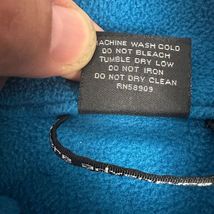 MACHINE WASH COLD
DO NOT BLEACH
TUMBLE DRY LOW
DO NOT IRON
DO NOT DRY CLEAN
RN58909